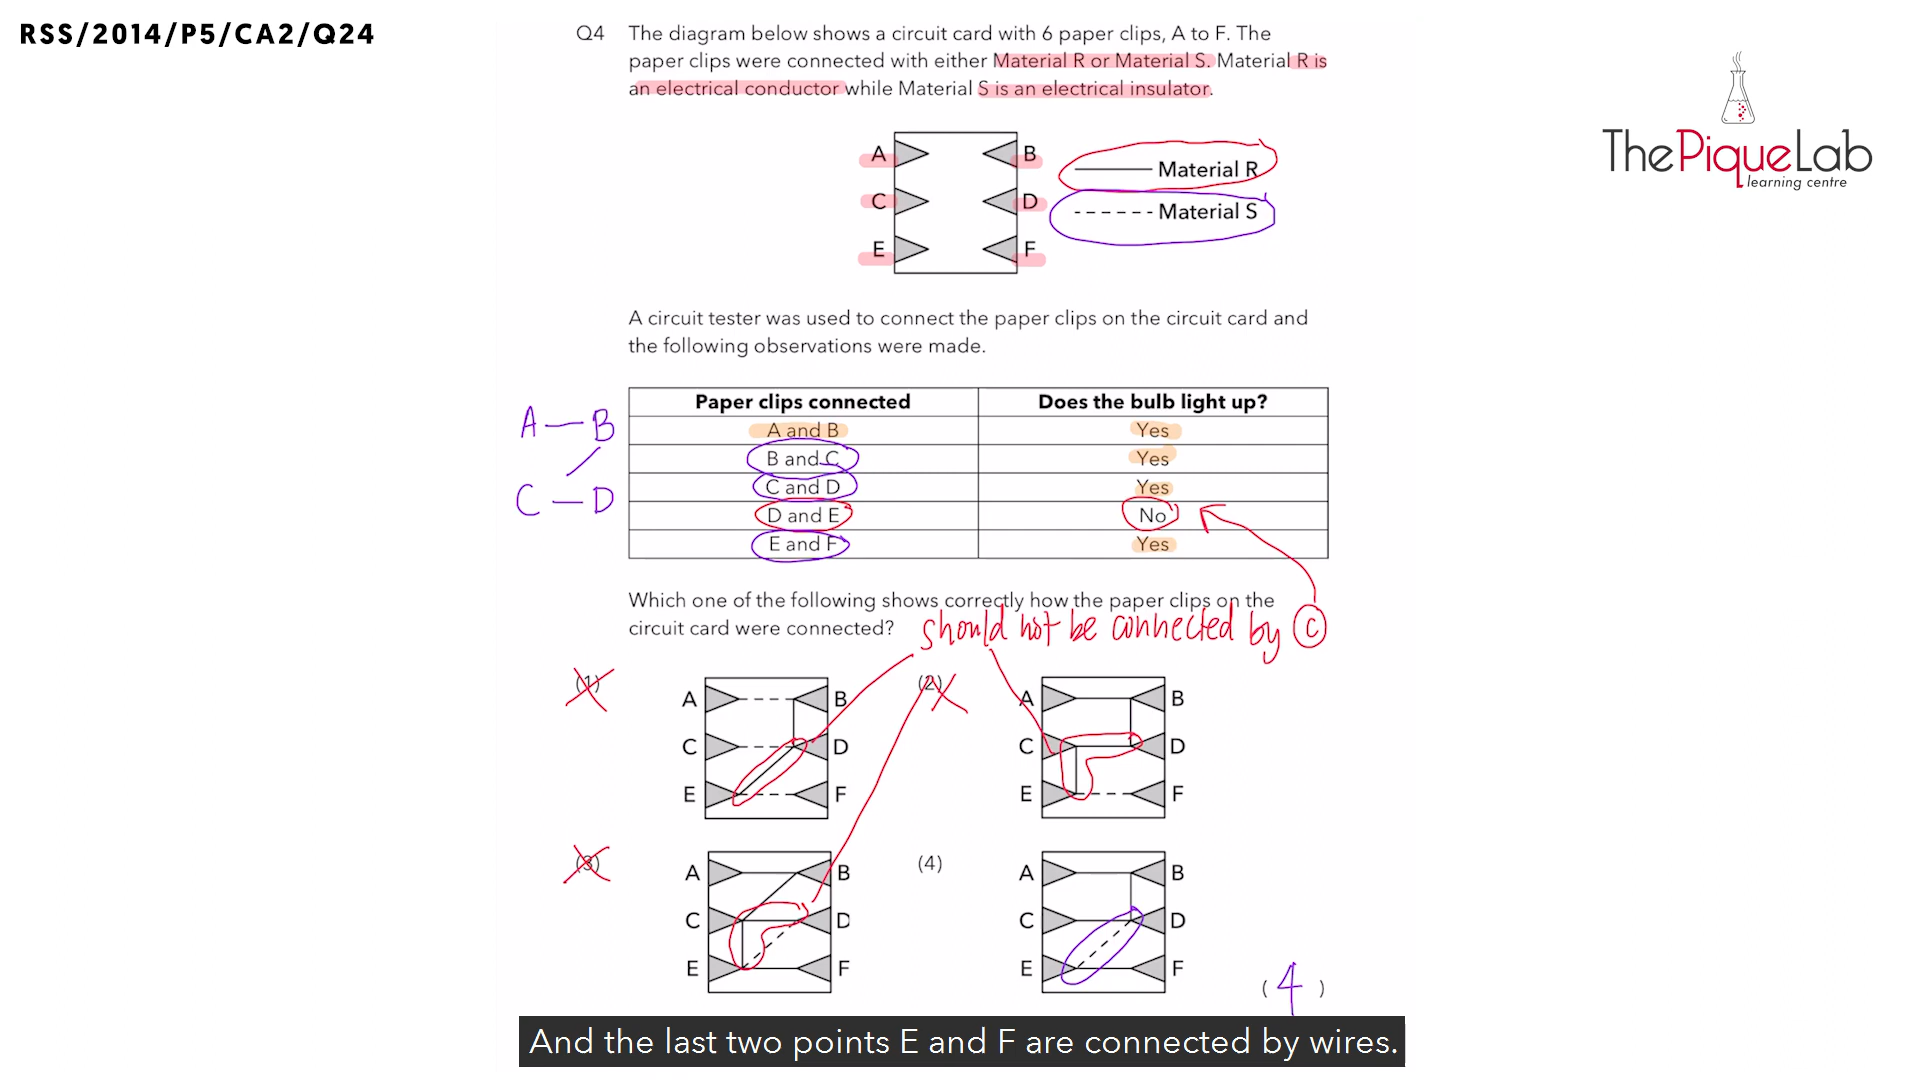 RSS/2014/P5/CA2/Q24
Q4 The diagram below shows a circuit card with 6 paper clips, A to F. The
paper clips were connected with either Material R or Material S. Material R is
an electrical conductor while Material S is an electrical insulator.
ThePiqueLab
learning centre
A B
Material R
C D
Material S
E F
A circuit tester was used to connect the paper clips on the circuit card and
the following observations were made.
Paper clips connected Does the bulb light up?
A and B Yes
B and C Yes
C and D Yes
D and E No
E and F Yes
A — B
C — D
Which one of the following shows correctly how the paper clips on the
circuit card were connected?
should not be connected by C
(1)
A B
C D
E F
(2)
A B
C D
E F
(3)
A B
C D
E F
(4)
A B
C D
E F
( 4 )
And the last two points E and F are connected by wires.